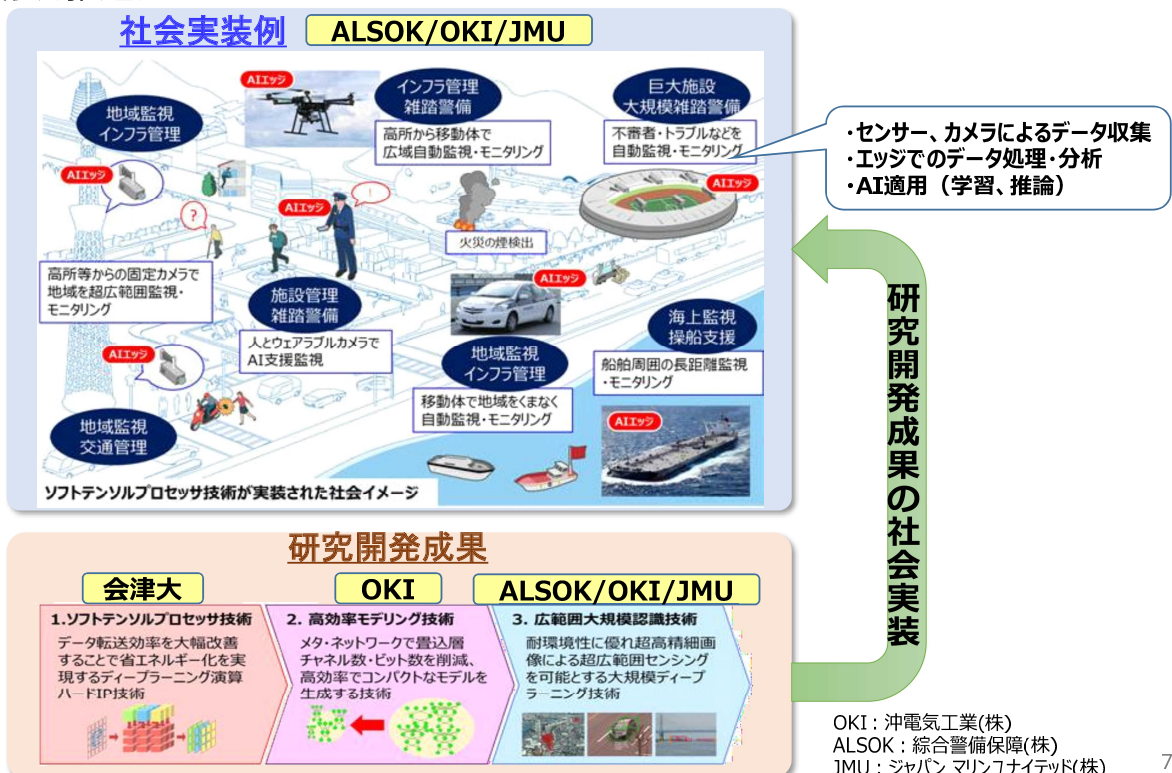 社会実装例
ALSOK/OKI/JMU
地域監視
インフラ管理
AIエッジ
インフラ管理
雑踏警備
高所から移動体で
広域自動監視・モニタリング
巨大施設
大規模雑踏警備
不審者・トラブルなどを
自動監視・モニタリング
・センサー、カメラによるデータ収集
・エッジでのデータ処理・分析
・AI適用（学習、推論）
AIエッジ
AIエッジ
?
AIエッジ
!
火災の煙検出
高所等からの固定カメラで
地域を超広範囲監視・
モニタリング
施設管理
雑踏警備
人とウェアラブルカメラで
AI支援監視
AIエッジ
地域監視
インフラ管理
移動体で地域をくまなく
自動監視・モニタリング
海上監視
操船支援
船舶周囲の長距離監視
・モニタリング
AIエッジ
AIエッジ
地域監視
交通管理
ソフトテンソルプロセッサ技術が実装された社会イメージ
研究開発成果の社会実装
研究開発成果
会津大
1.ソフトテンソルプロセッサ技術
データ転送効率を大幅改善
することで省エネルギー化を実
現するディープラーニング演算
ハードIP技術
OKI
2. 高効率モデリング技術
メタ・ネットワークで畳込層
チャネル数・ビット数を削減、
高効率でコンパクトなモデルを
生成する技術
ALSOK/OKI/JMU
3. 広範囲大規模認識技術
耐環境性に優れ超高精細画
像による超広範囲センシング
を可能とする大規模ディープ
ラーニング技術
OKI：沖電気工業(株)
ALSOK：綜合警備保障(株)
JMU：ジャパン マリンユナイテッド(株)
7